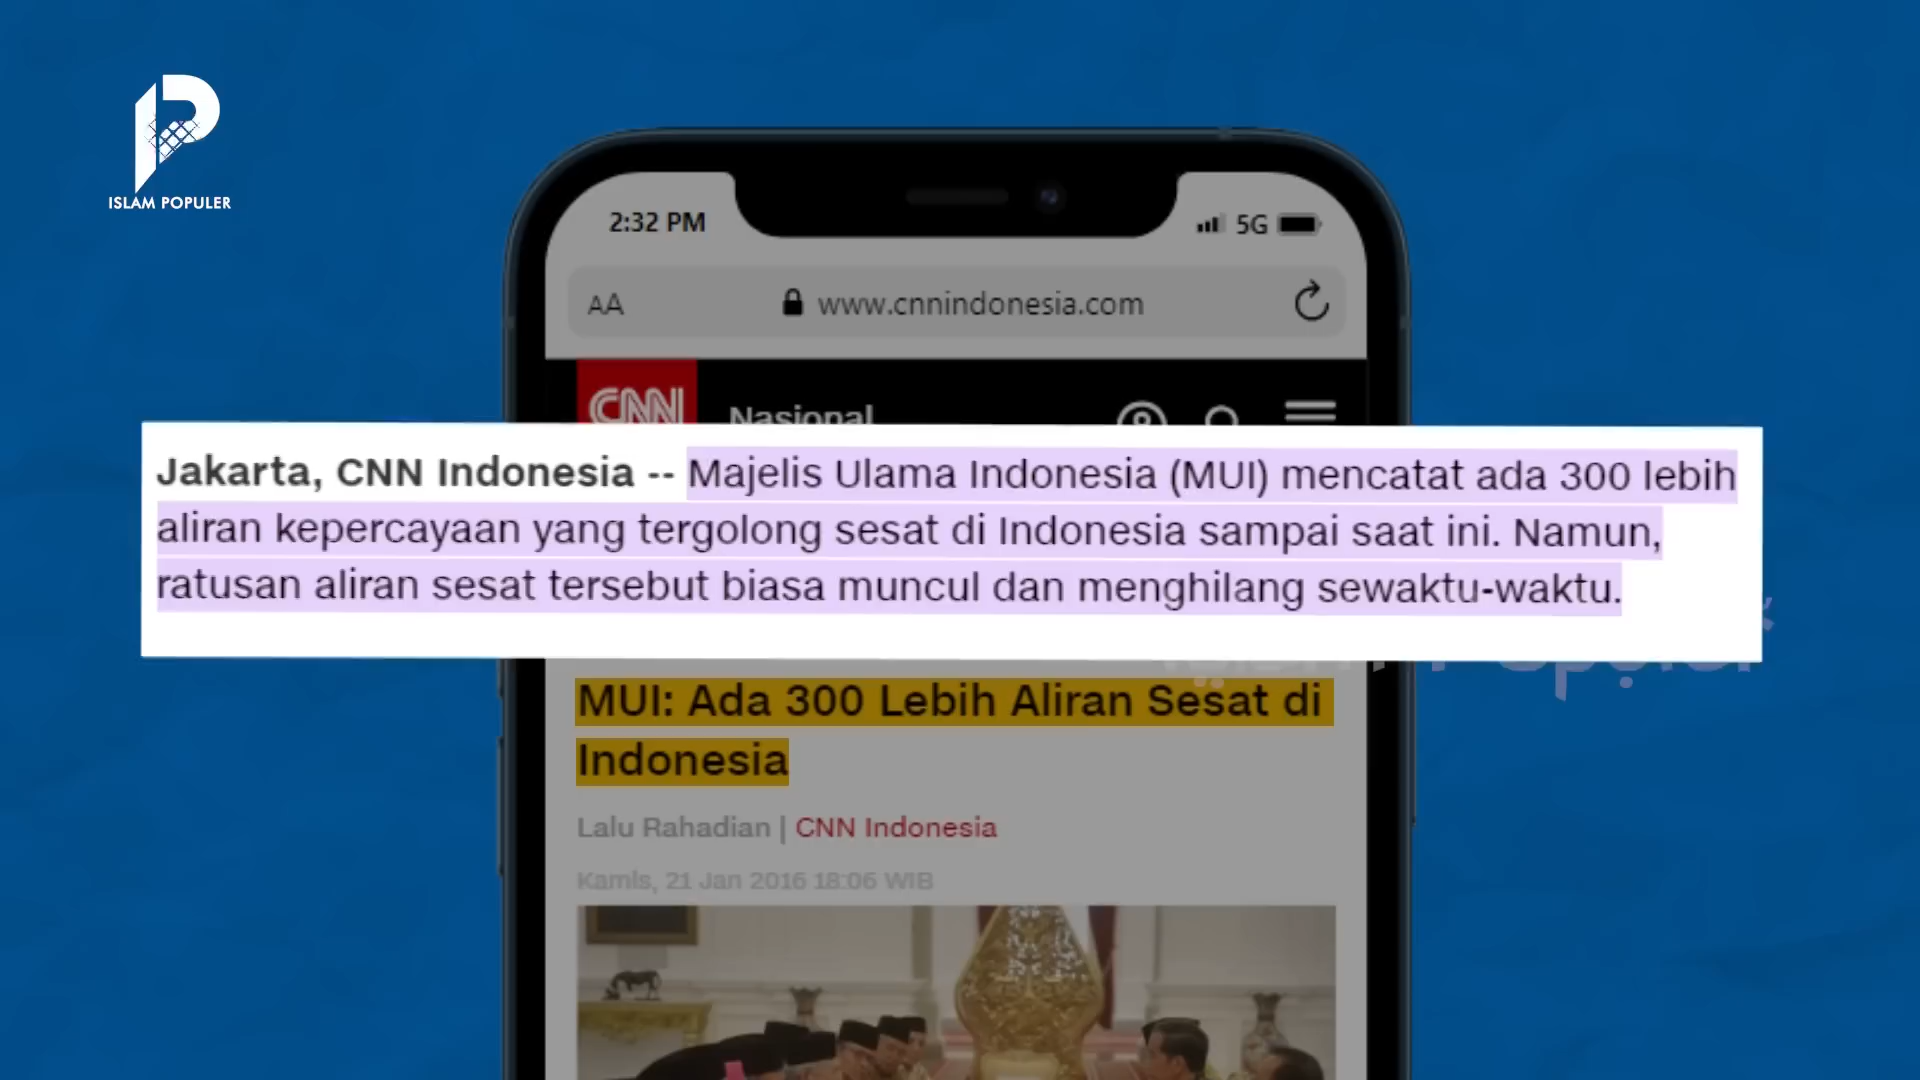 ISLAM POPULER
2:32 PM
5G
AA
www.cnnindonesia.com
CNN
Nasional
Jakarta, CNN Indonesia -- Majelis Ulama Indonesia (MUI) mencatat ada 300 lebih
aliran kepercayaan yang tergolong sesat di Indonesia sampai saat ini. Namun,
ratusan aliran sesat tersebut biasa muncul dan menghilang sewaktu-waktu.
MUI: Ada 300 Lebih Aliran Sesat di
Indonesia
Lalu Rahadian | CNN Indonesia
Kamis, 21 Jan 2016 18:06 WIB